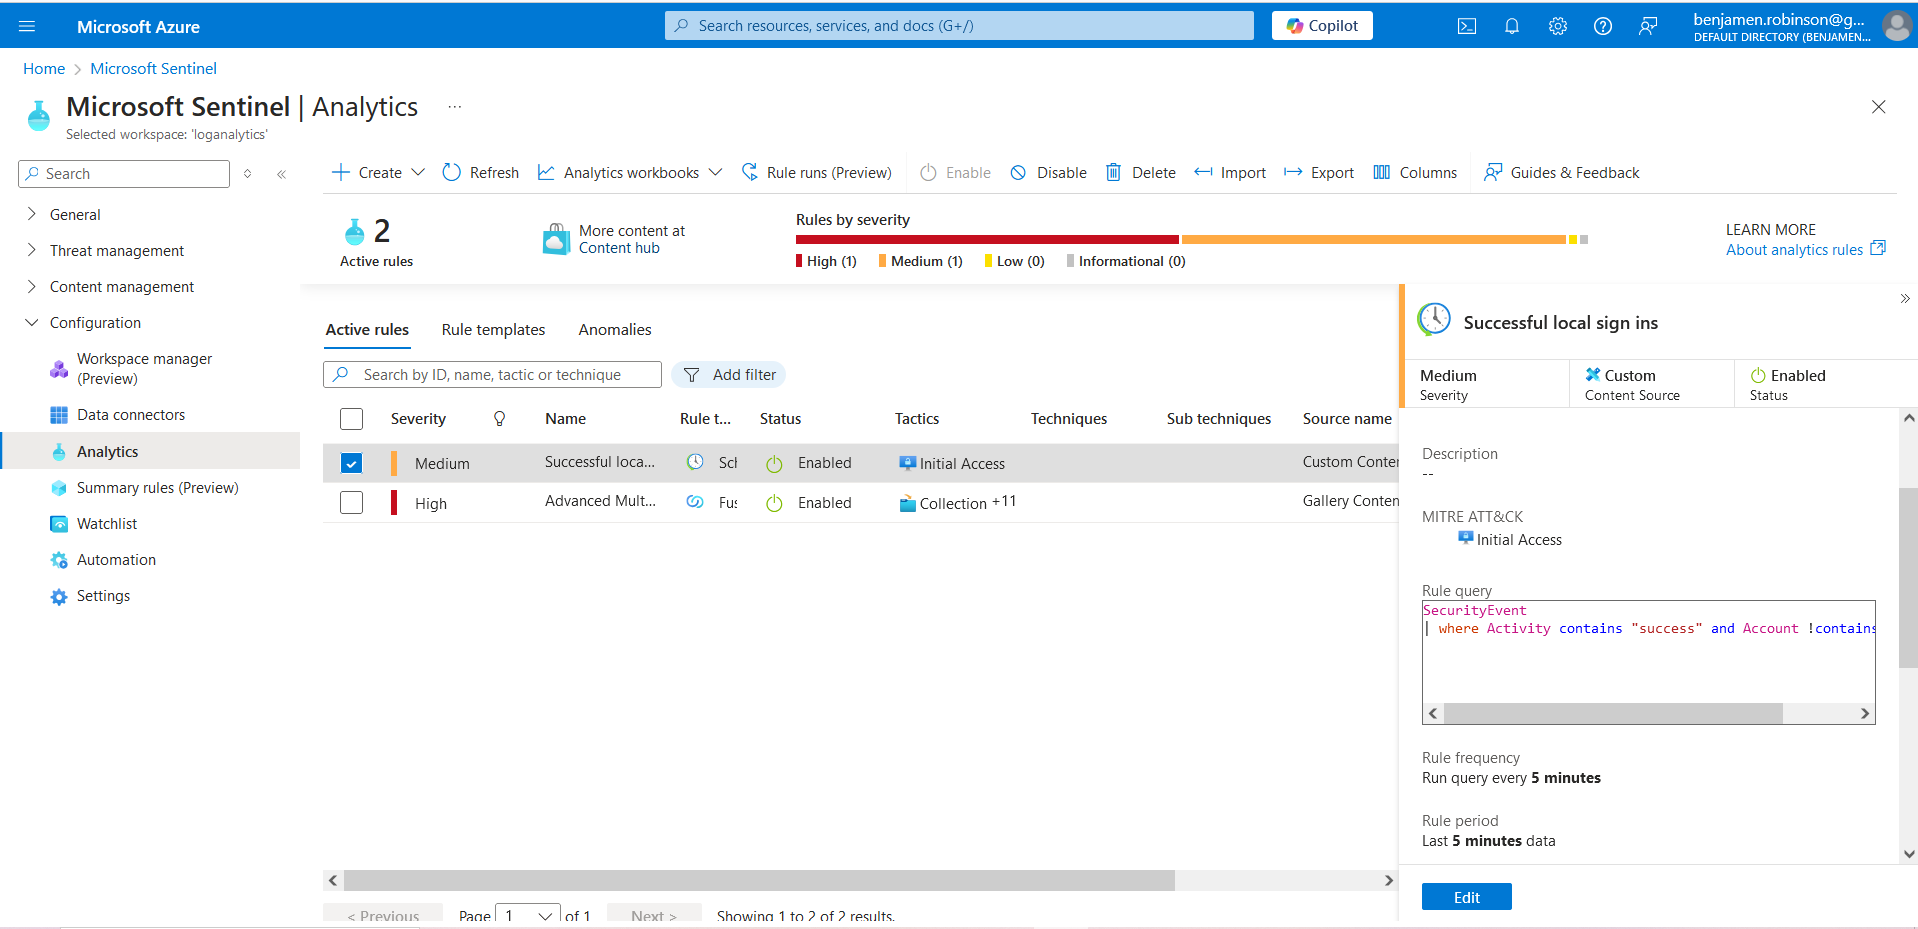 Microsoft Azure
Search resources, services, and docs (G+/)
Copilot
benjamen.robinson@g...
DEFAULT DIRECTORY (BENJAMEN...
Home > Microsoft Sentinel
Microsoft Sentinel | Analytics ...
Selected workspace: 'loganalytics'
Search
General
Threat management
Content management
Configuration
Workspace manager
(Preview)
Data connectors
Analytics
Summary rules (Preview)
Watchlist
Automation
Settings
Create Refresh Analytics workbooks Rule runs (Preview) Enable Disable Delete Import Export Columns Guides & Feedback
2
Active rules
More content at
Content hub
Rules by severity
High (1) Medium (1) Low (0) Informational (0)
LEARN MORE
About analytics rules
Active rules Rule templates Anomalies
Search by ID, name, tactic or technique
Add filter
Severity Name Rule t... Status Tactics Techniques Sub techniques Source name
Medium Successful loca... Sch Enabled Initial Access Custom Conten
High Advanced Mult... Fus Enabled Collection +11 Gallery Conten
< Previous Page 1 of 1 Next > Showing 1 to 2 of 2 results.
Successful local sign ins
Medium
Severity
Custom
Content Source
Enabled
Status
Description
--
MITRE ATT&CK
Initial Access
Rule query
SecurityEvent
| where Activity contains "success" and Account !contains
Rule frequency
Run query every 5 minutes
Rule period
Last 5 minutes data
Edit